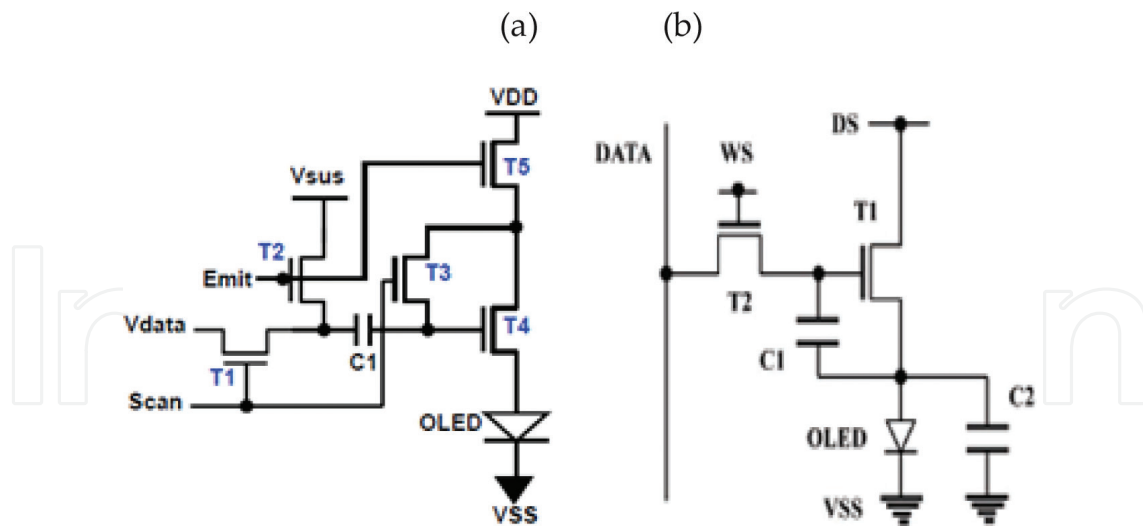 (a) (b)
VDD
T5
Vsus
T2
T3
Emit
Vdata
C1
T4
T1
Scan
OLED
VSS
DS
DATA
WS
T1
T2
C1
C2
OLED
VSS